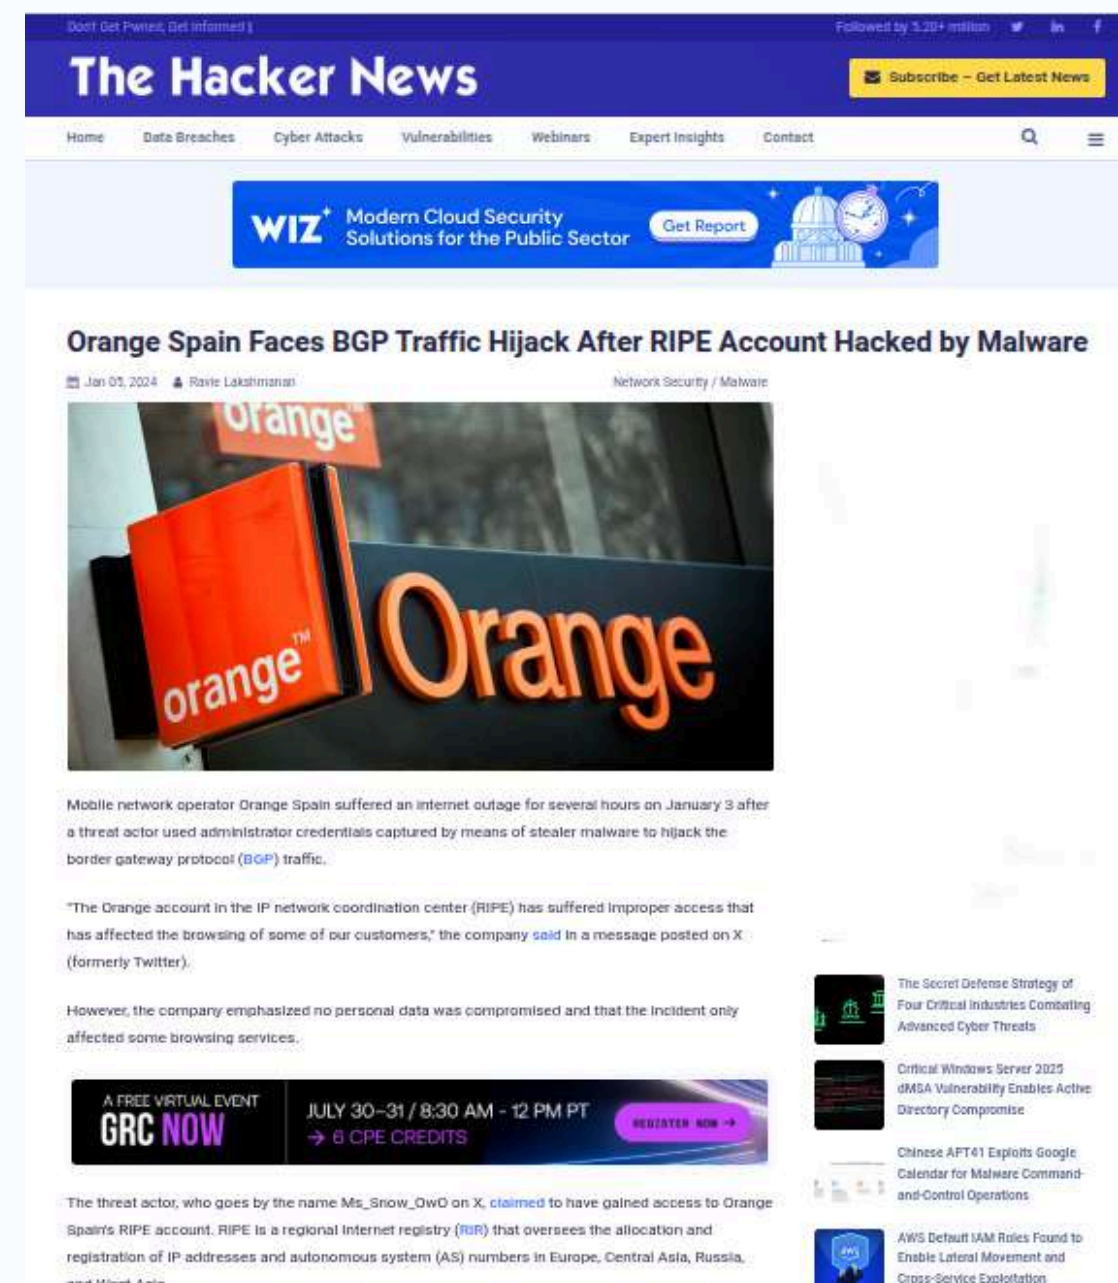 Don't Get Pwned, Get Informed |
Followed by 5.20+ million
The Hacker News
Subscribe – Get Latest News
Home
Data Breaches
Cyber Attacks
Vulnerabilities
Webinars
Expert Insights
Contact
WIZ
Modern Cloud Security
Solutions for the Public Sector
Get Report
Orange Spain Faces BGP Traffic Hijack After RIPE Account Hacked by Malware
Jan 05, 2024
Ravie Lakshmanan
Network Security / Malware
orange™
orange™
Orange
Mobile network operator Orange Spain suffered an internet outage for several hours on January 3 after
a threat actor used administrator credentials captured by means of stealer malware to hijack the
border gateway protocol (BGP) traffic.
"The Orange account in the IP network coordination center (RIPE) has suffered improper access that
has affected the browsing of some of our customers," the company said in a message posted on X
(formerly Twitter).
However, the company emphasized no personal data was compromised and that the incident only
affected some browsing services.
A FREE VIRTUAL EVENT
GRC NOW
JULY 30–31 / 8:30 AM - 12 PM PT
→ 6 CPE CREDITS
REGISTER NOW →
The threat actor, who goes by the name Ms_Snow_OwO on X, claimed to have gained access to Orange
Spain's RIPE account. RIPE is a regional Internet registry (RIR) that oversees the allocation and
registration of IP addresses and autonomous system (AS) numbers in Europe, Central Asia, Russia,
and West Asia.
The Secret Defense Strategy of
Four Critical Industries Combating
Advanced Cyber Threats
Critical Windows Server 2025
dMSA Vulnerability Enables Active
Directory Compromise
Chinese APT41 Exploits Google
Calendar for Malware Command-
and-Control Operations
aws
AWS Default IAM Roles Found to
Enable Lateral Movement and
Cross-Service Exploitation